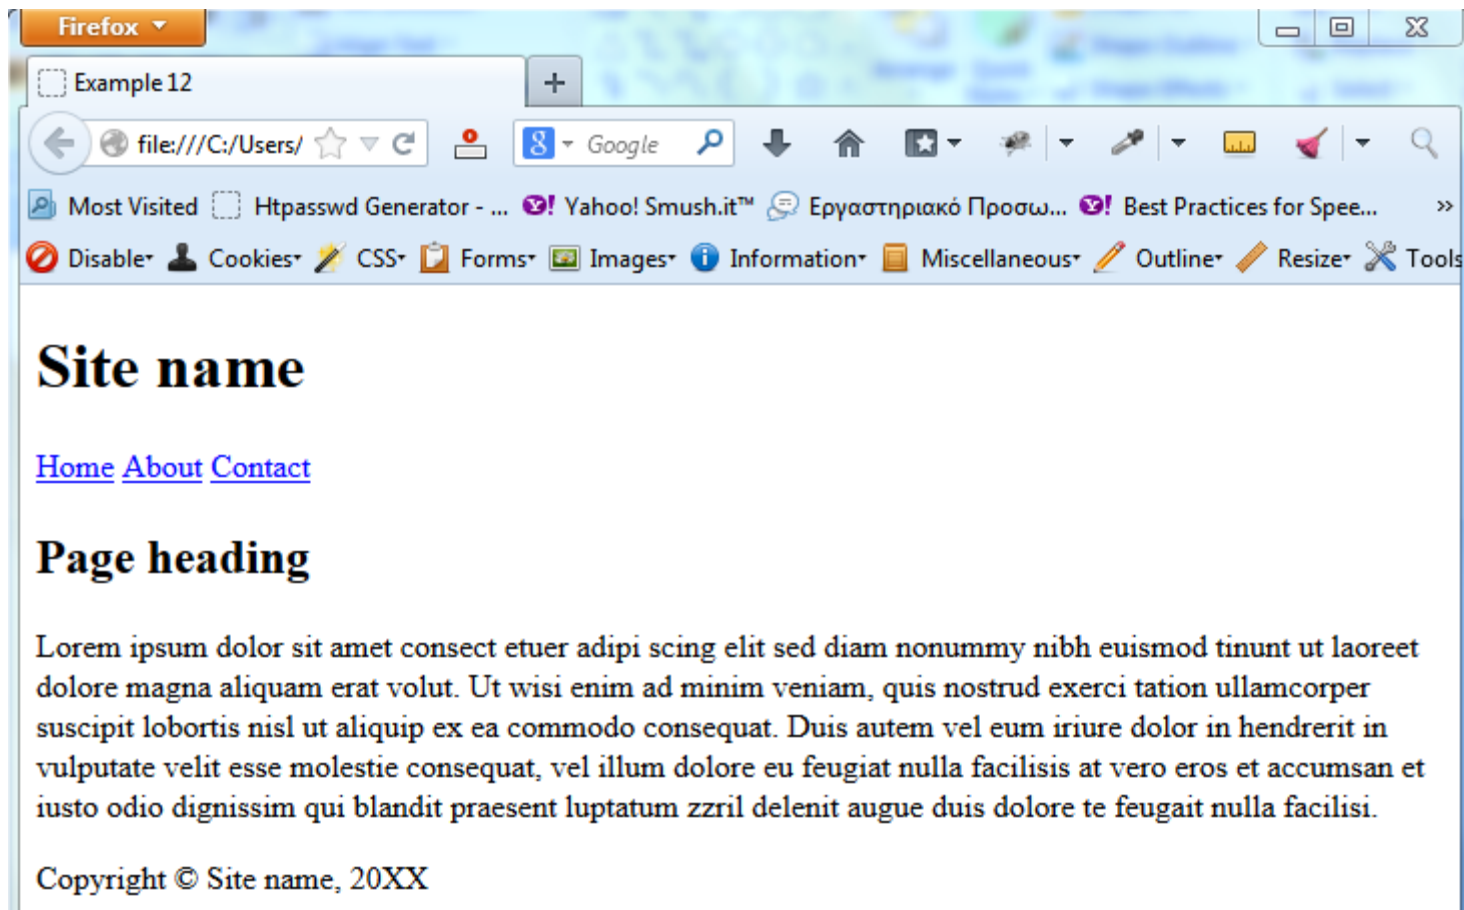 Firefox
Example 12
file:///C:/Users/
8 Google
Most Visited Htpasswd Generator - ... Yahoo! Smush.it™ Εργαστηριακό Προσω... Best Practices for Spee... »
Disable Cookies CSS Forms Images Information Miscellaneous Outline Resize Tools
Site name
Home About Contact
Page heading
Lorem ipsum dolor sit amet consect etuer adipi scing elit sed diam nonummy nibh euismod tinunt ut laoreet
dolore magna aliquam erat volut. Ut wisi enim ad minim veniam, quis nostrud exerci tation ullamcorper
suscipit lobortis nisl ut aliquip ex ea commodo consequat. Duis autem vel eum iriure dolor in hendrerit in
vulputate velit esse molestie consequat, vel illum dolore eu feugiat nulla facilisis at vero eros et accumsan et
iusto odio dignissim qui blandit praesent luptatum zzril delenit augue duis dolore te feugait nulla facilisi.
Copyright © Site name, 20XX